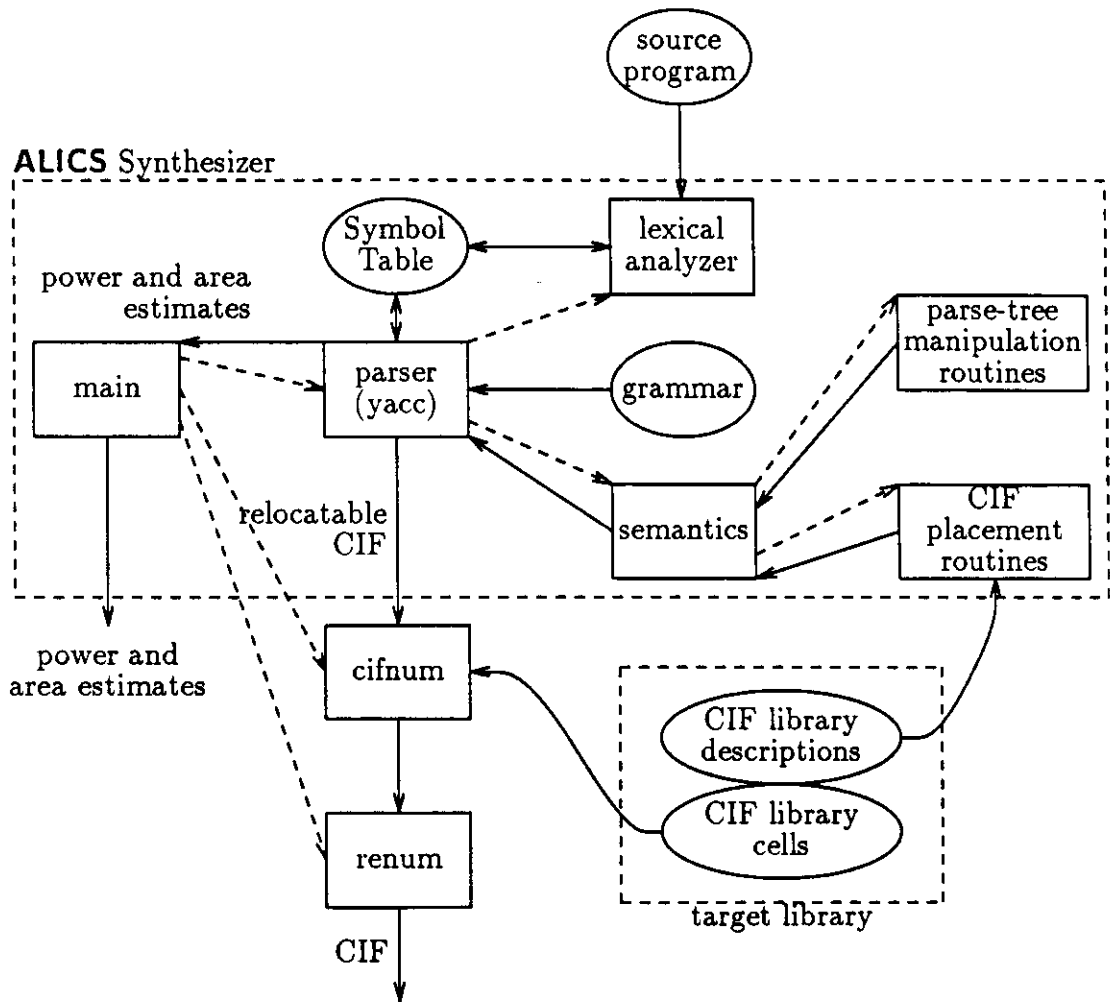 source
program
ALICS Synthesizer
Symbol
Table
lexical
analyzer
power and area
estimates
main
parser
(yacc)
grammar
parse-tree
manipulation
routines
relocatable
CIF
semantics
CIF
placement
routines
power and
area estimates
cifnum
CIF library
descriptions
CIF library
cells
renum
target library
CIF